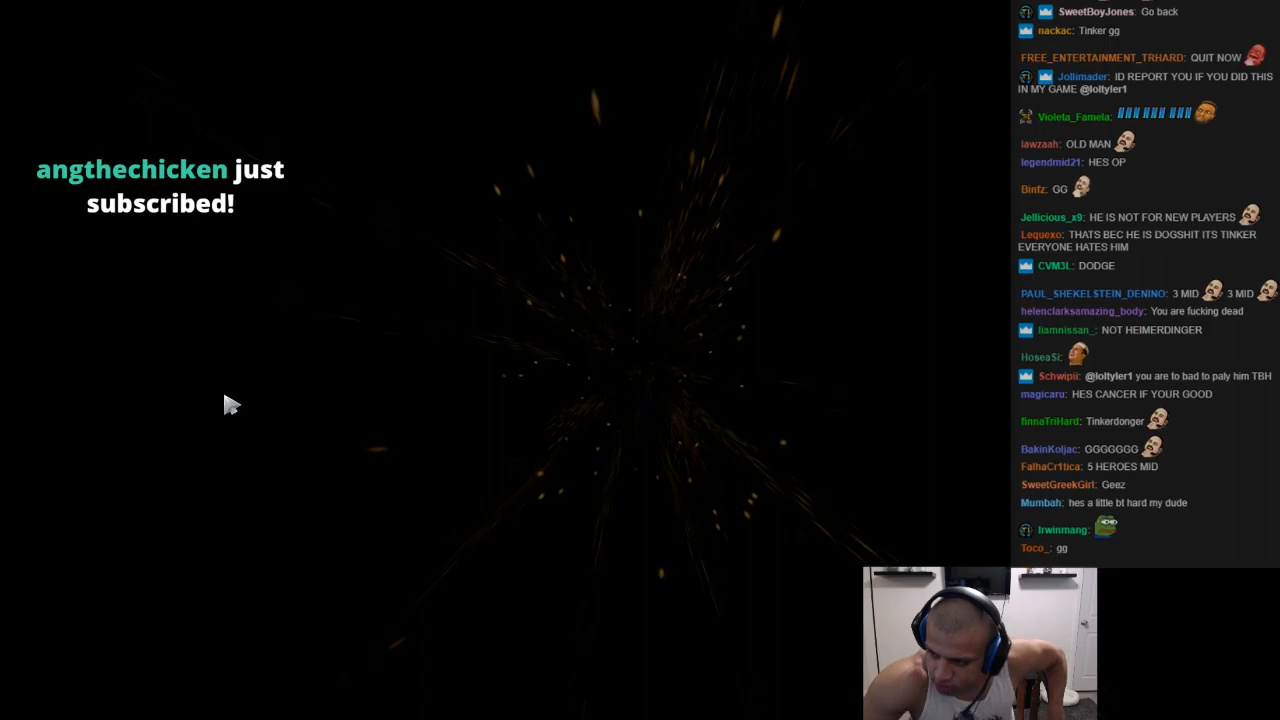 angthechicken just
subscribed!
SweetBoyJones: Go back
nackac: Tinker gg
FREE_ENTERTAINMENT_TRHARD: QUIT NOW
Jollimader: ID REPORT YOU IF YOU DID THIS
IN MY GAME @loltyler1
Violeta_Famela:
lawzaah: OLD MAN
legendmid21: HES OP
Binfz: GG
Jellicious_x9: HE IS NOT FOR NEW PLAYERS
Lequexo: THATS BEC HE IS DOGSHIT ITS TINKER
EVERYONE HATES HIM
CVM3L: DODGE
PAUL_SHEKELSTEIN_DENINO: 3 MID 3 MID
helenclarksamazing_body: You are fucking dead
liamnissan_: NOT HEIMERDINGER
HoseaSi:
Schwipii: @loltyler1 you are to bad to paly him TBH
magicaru: HES CANCER IF YOUR GOOD
finnaTriHard: Tinkerdonger
BakinKoljac: GGGGGGG
FalhaCr1tica: 5 HEROES MID
SweetGreekGirl: Geez
Mumbah: hes a little bt hard my dude
Irwinmang:
Toco_: gg